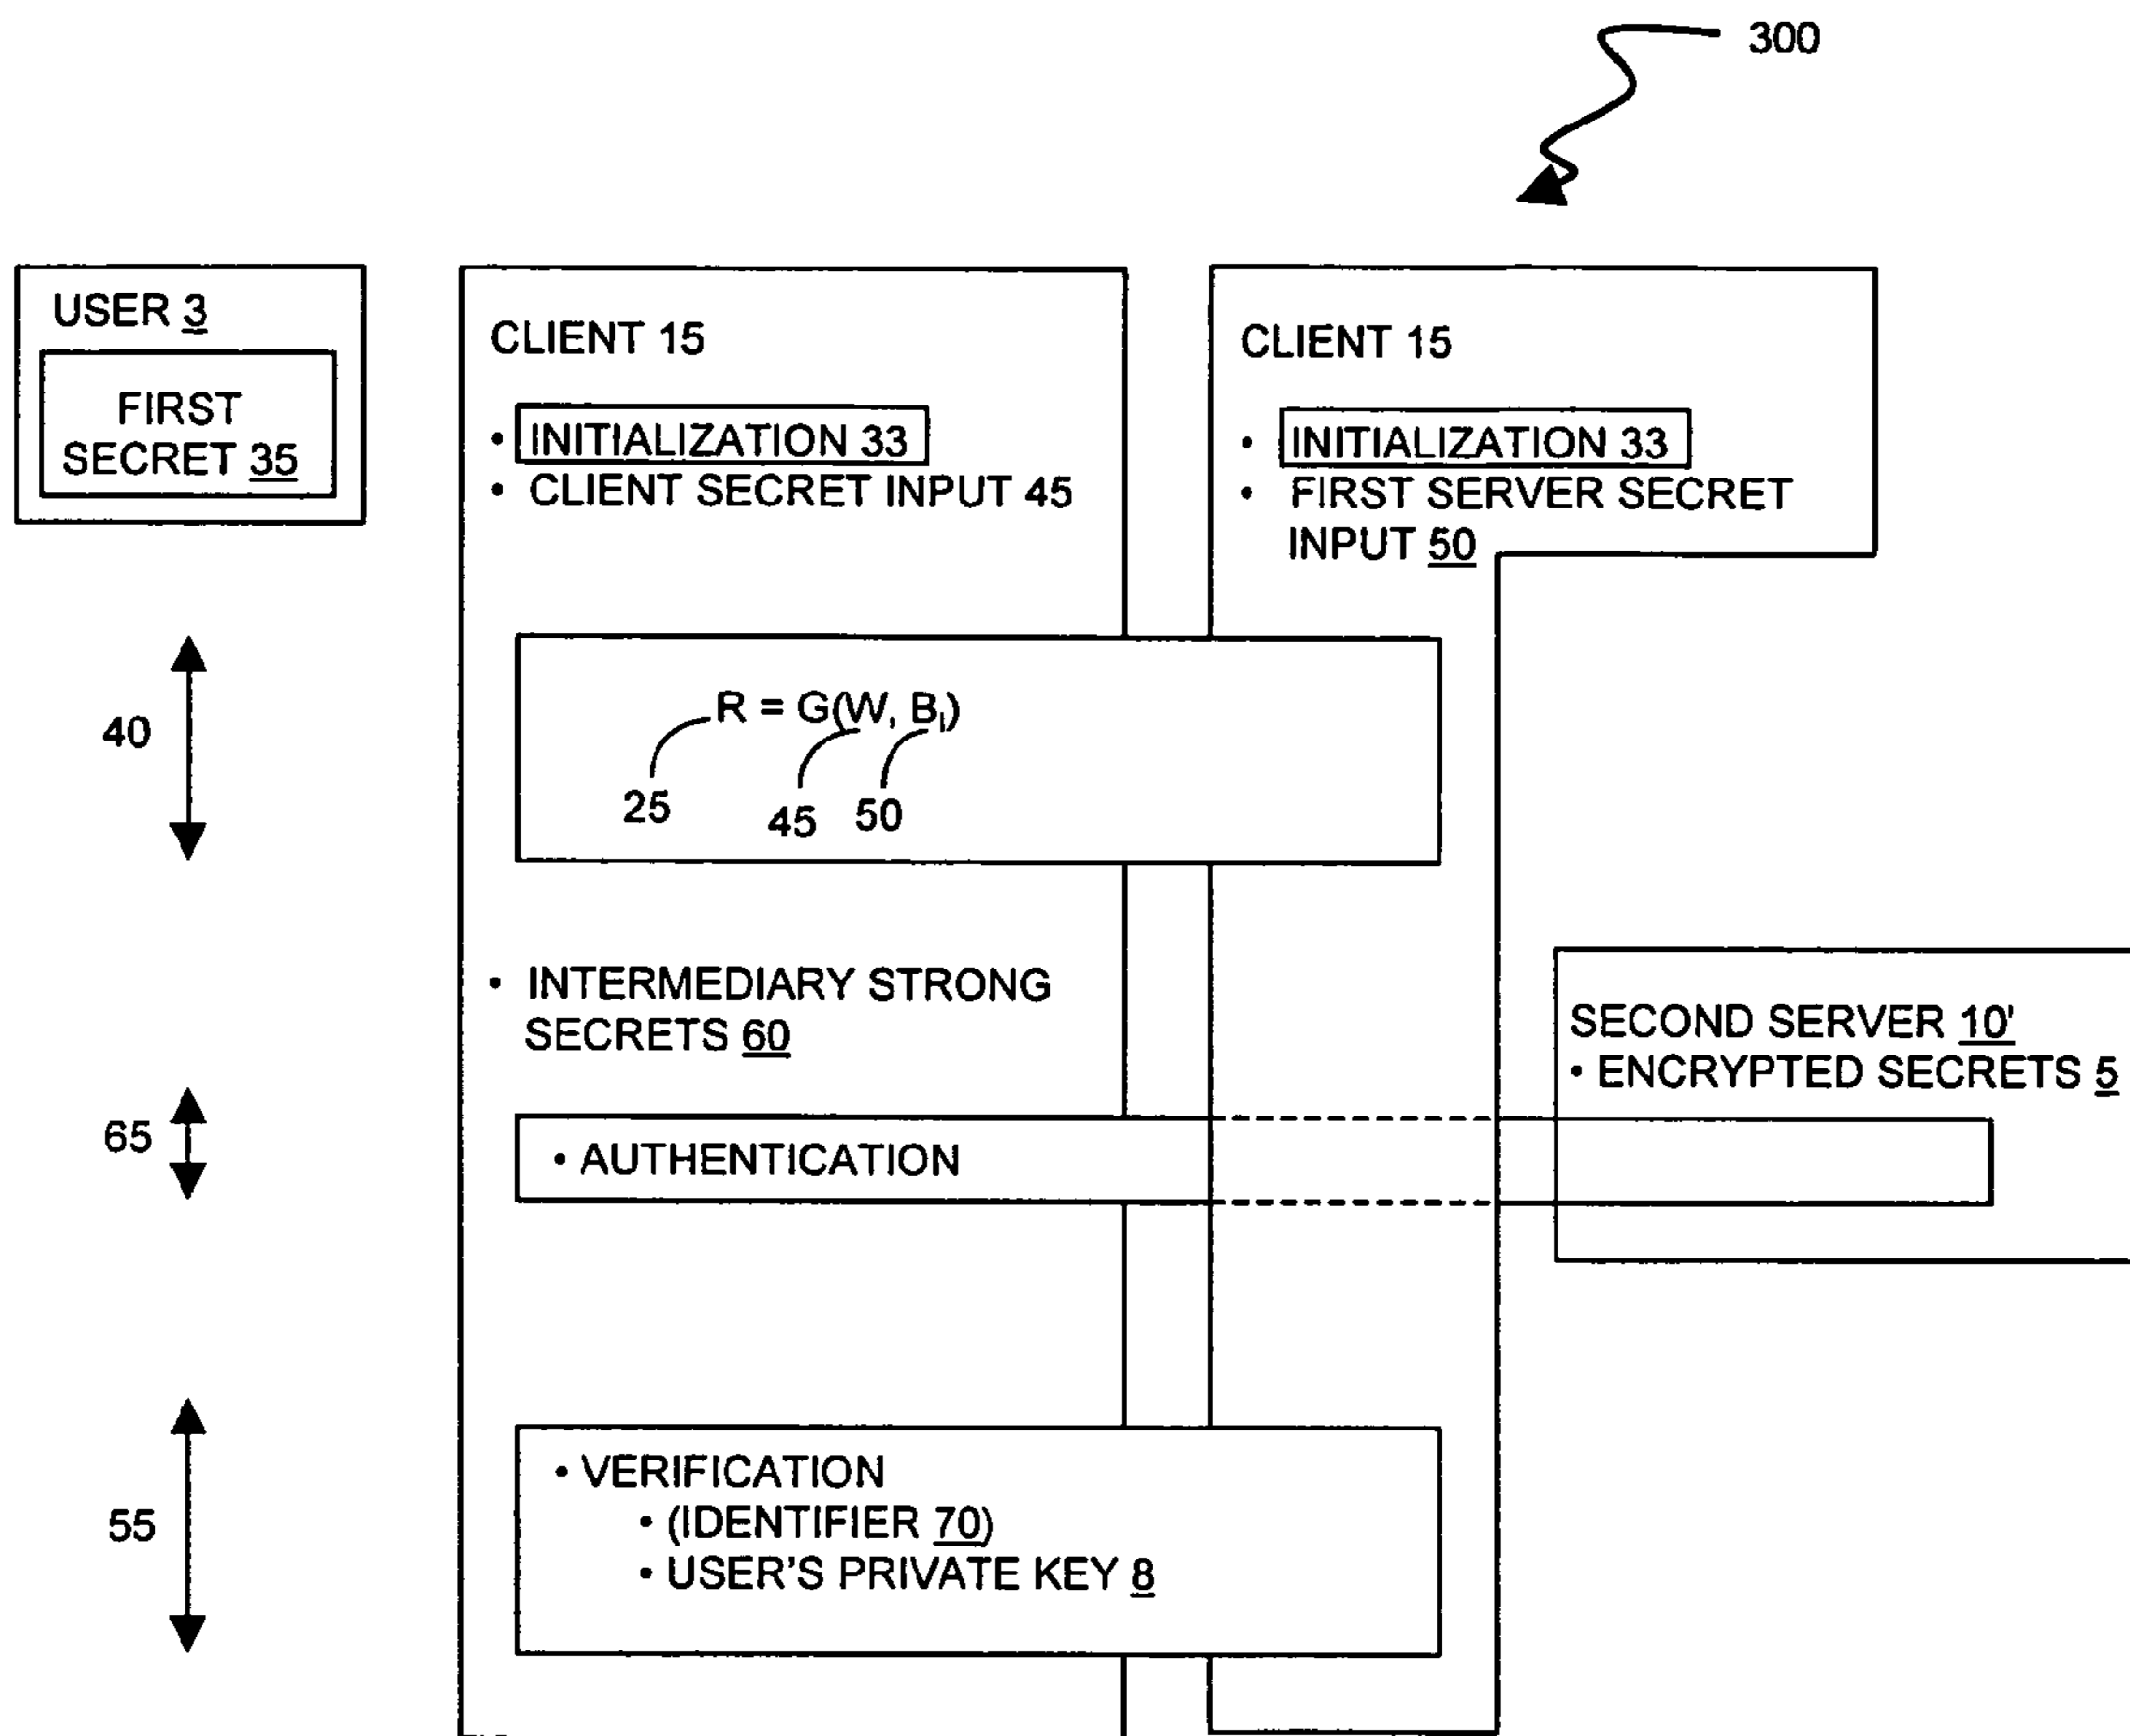 300
USER 3
FIRST
SECRET 35
CLIENT 15
• INITIALIZATION 33
• CLIENT SECRET INPUT 45
CLIENT 15
• INITIALIZATION 33
• FIRST SERVER SECRET
INPUT 50
40
R = G(W, Bᵢ)
25
45
50
• INTERMEDIARY STRONG
SECRETS 60
SECOND SERVER 10'
• ENCRYPTED SECRETS 5
65
• AUTHENTICATION
55
• VERIFICATION
• (IDENTIFIER 70)
• USER'S PRIVATE KEY 8